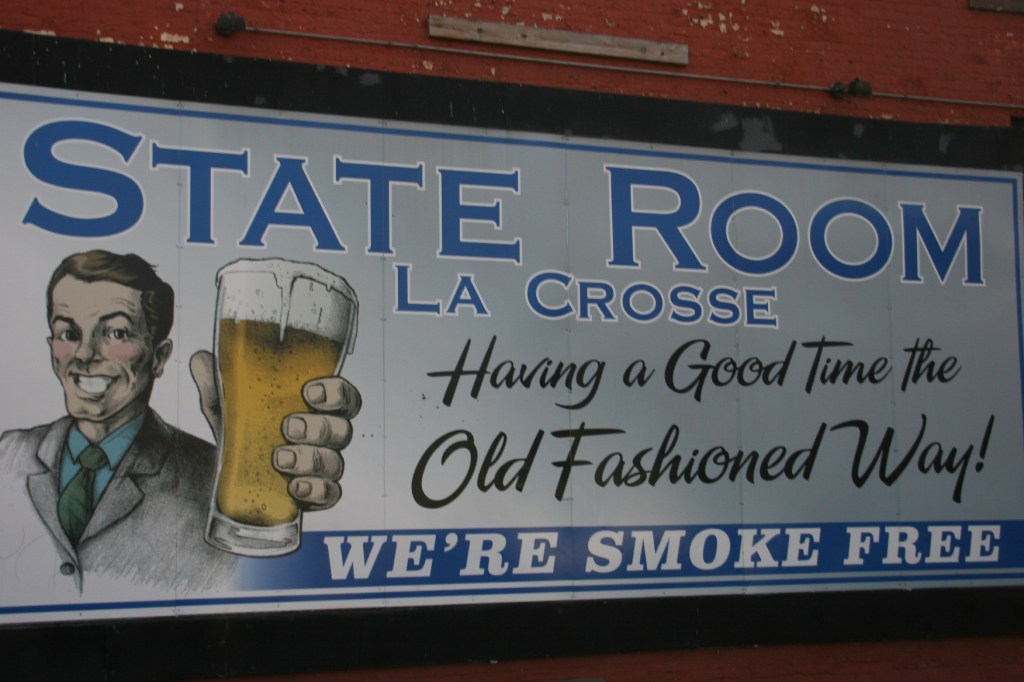 STATE ROOM
LA CROSSE
Having a Good Time the
Old Fashioned Way!
WE'RE SMOKE FREE